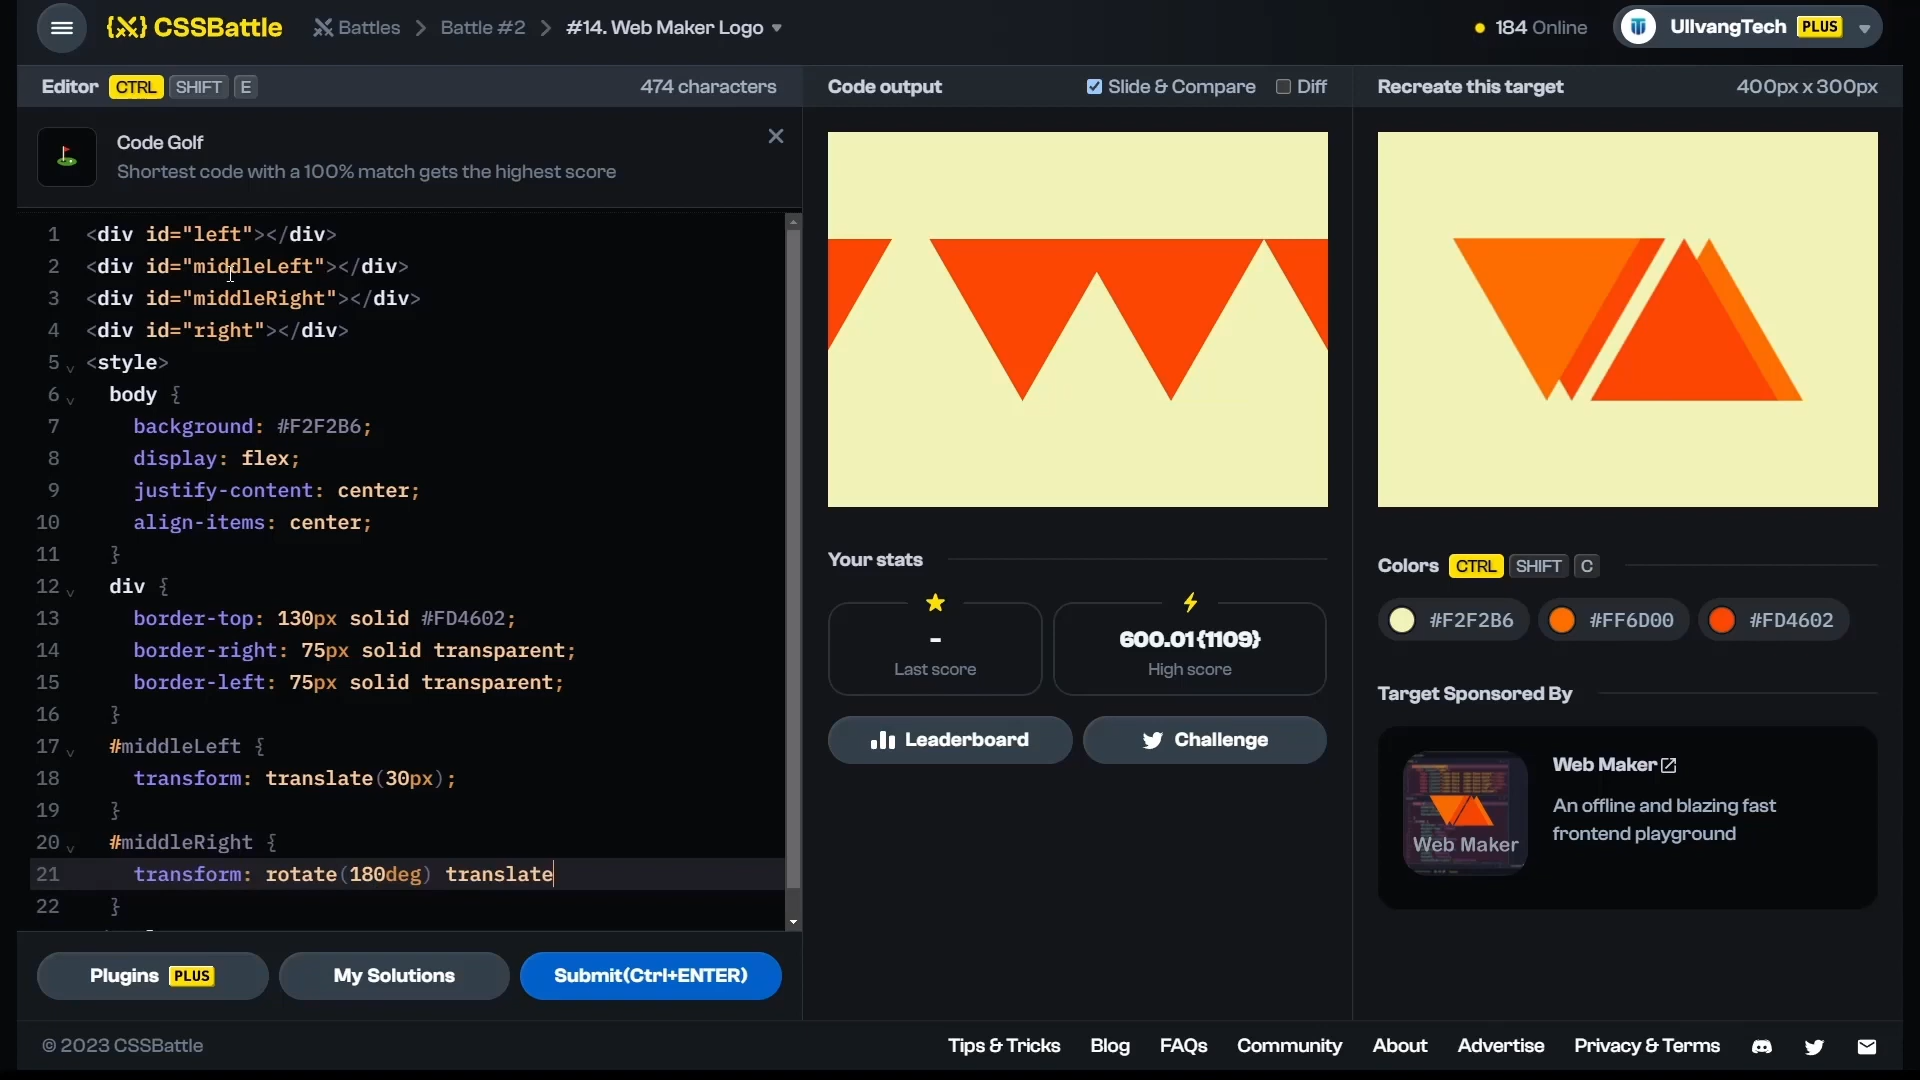 {X} CSSBattle
Battles
Battle #2
#14. Web Maker Logo
184 Online
UllvangTech PLUS
Editor CTRL SHIFT E
474 characters
Code output
Slide & Compare
Diff
Recreate this target
400px x 300px
Code Golf
Shortest code with a 100% match gets the highest score
1 <div id="left"></div>
2 <div id="middleLeft"></div>
3 <div id="middleRight"></div>
4 <div id="right"></div>
5 <style>
6 body {
7 background: #F2F2B6;
8 display: flex;
9 justify-content: center;
10 align-items: center;
11 }
12 div {
13 border-top: 130px solid #FD4602;
14 border-right: 75px solid transparent;
15 border-left: 75px solid transparent;
16 }
17 #middleLeft {
18 transform: translate(30px);
19 }
20 #middleRight {
21 transform: rotate(180deg) translate
22 }
Your stats
-
Last score
600.01 {1109}
High score
Leaderboard
Challenge
Colors CTRL SHIFT C
#F2F2B6
#FF6D00
#FD4602
Target Sponsored By
Web Maker
Web Maker
An offline and blazing fast
frontend playground
Plugins PLUS
My Solutions
Submit(Ctrl+ENTER)
© 2023 CSSBattle
Tips & Tricks
Blog
FAQs
Community
About
Advertise
Privacy & Terms